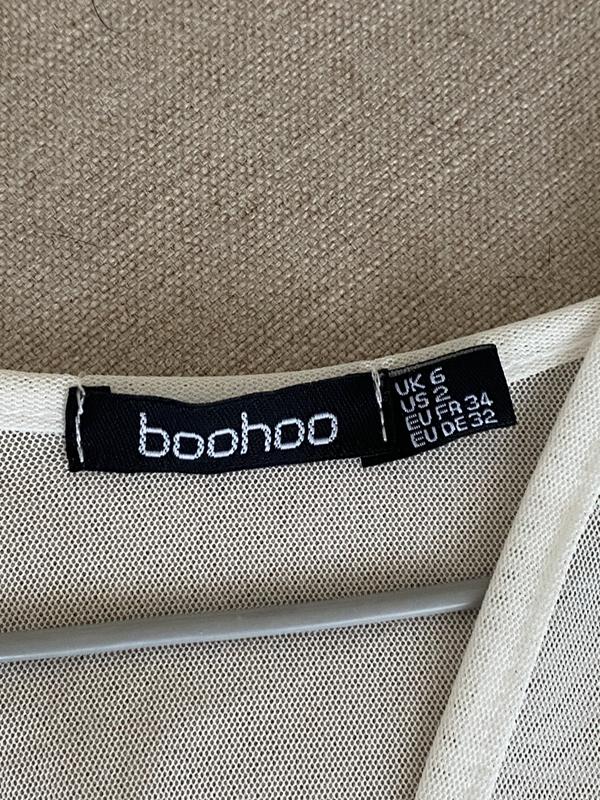 boohoo
UK 6
US 2
EU FR 34
EU DE 32